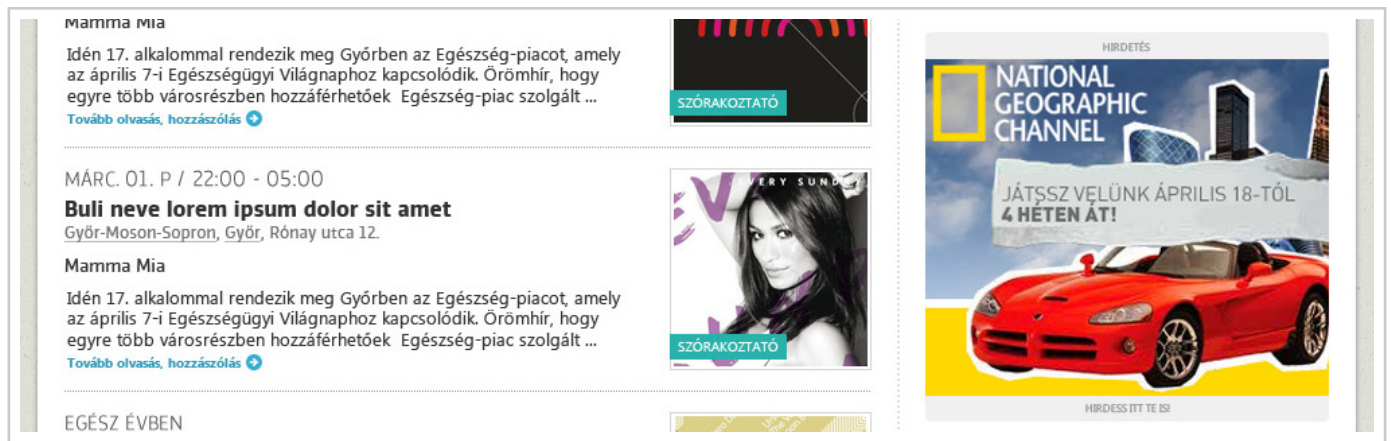 Mamma Mia
Idén 17. alkalommal rendezik meg Győrben az Egészség-piacot, amely
az április 7-i Egészségügyi Világnaphoz kapcsolódik. Örömhír, hogy
egyre több városrészben hozzáférhetőek Egészség-piac szolgált ...
Tovább olvasás, hozzászólás
SZÓRAKOZTATÓ
MÁRC. 01. P / 22:00 - 05:00
Buli neve lorem ipsum dolor sit amet
Győr-Moson-Sopron, Győr, Rónay utca 12.
Mamma Mia
Idén 17. alkalommal rendezik meg Győrben az Egészség-piacot, amely
az április 7-i Egészségügyi Világnaphoz kapcsolódik. Örömhír, hogy
egyre több városrészben hozzáférhetőek Egészség-piac szolgált ...
Tovább olvasás, hozzászólás
EVERY SUND
SZÓRAKOZTATÓ
EGÉSZ ÉVBEN
HIRDETÉS
NATIONAL
GEOGRAPHIC
CHANNEL
JÁTSSZ VELÜNK ÁPRILIS 18-TÓL
4 HÉTEN ÁT!
HIRDESS ITT TE IS!